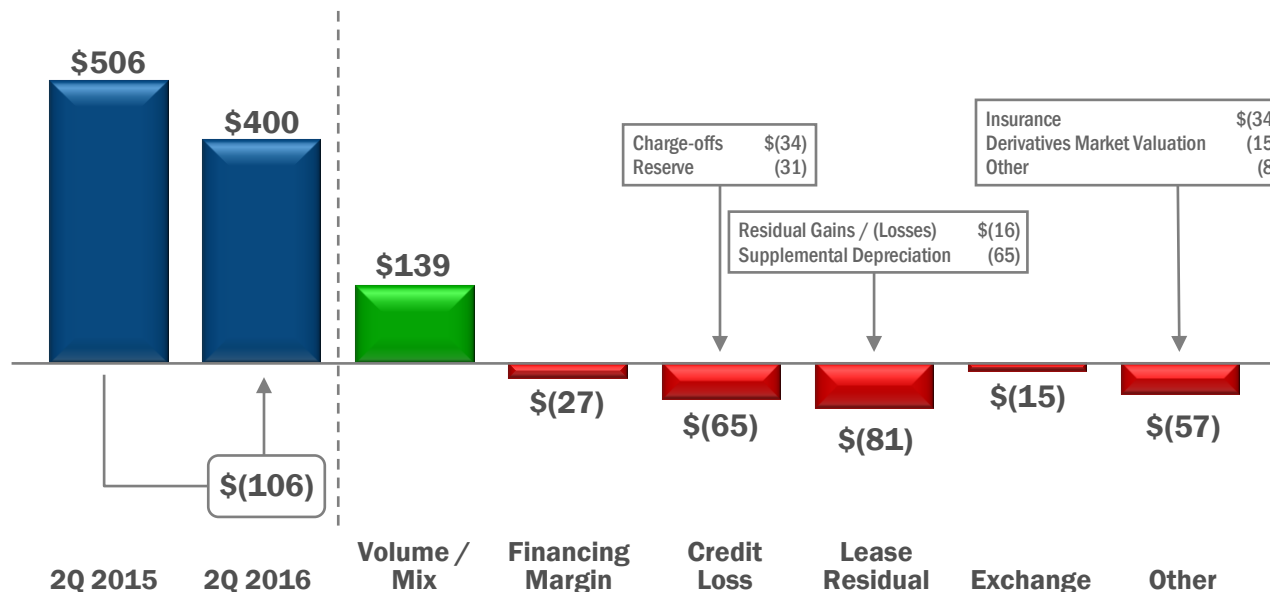 $506
$400
$139
$(27)
$(65)
$(81)
$(15)
$(57)
$(106)
Charge-offs $(34)
Reserve (31)
Residual Gains / (Losses) $(16)
Supplemental Depreciation (65)
Insurance $(34
Derivatives Market Valuation (15
Other (8
2Q 2015
2Q 2016
Volume /
Mix
Financing
Margin
Credit
Loss
Lease
Residual
Exchange
Other